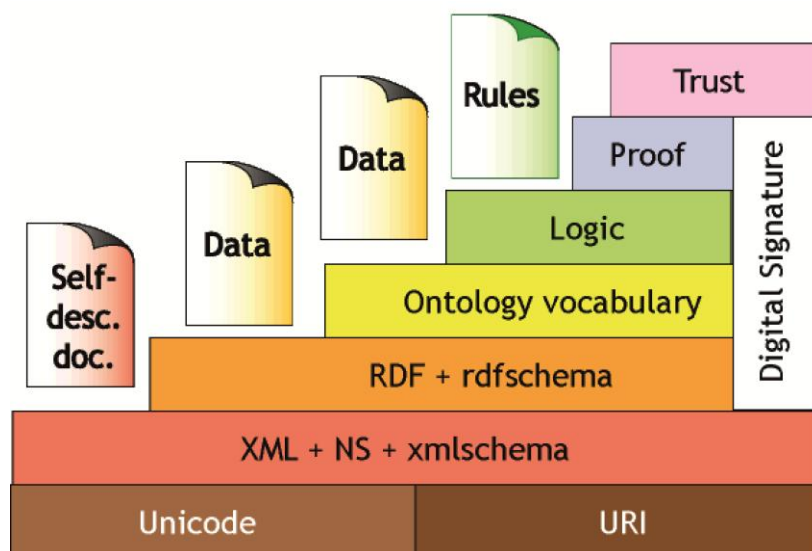 Rules
Trust
Data
Proof
Data
Logic
Self-
desc.
doc.
Ontology vocabulary
Digital Signature
RDF + rdfschema
XML + NS + xmlschema
Unicode
URI